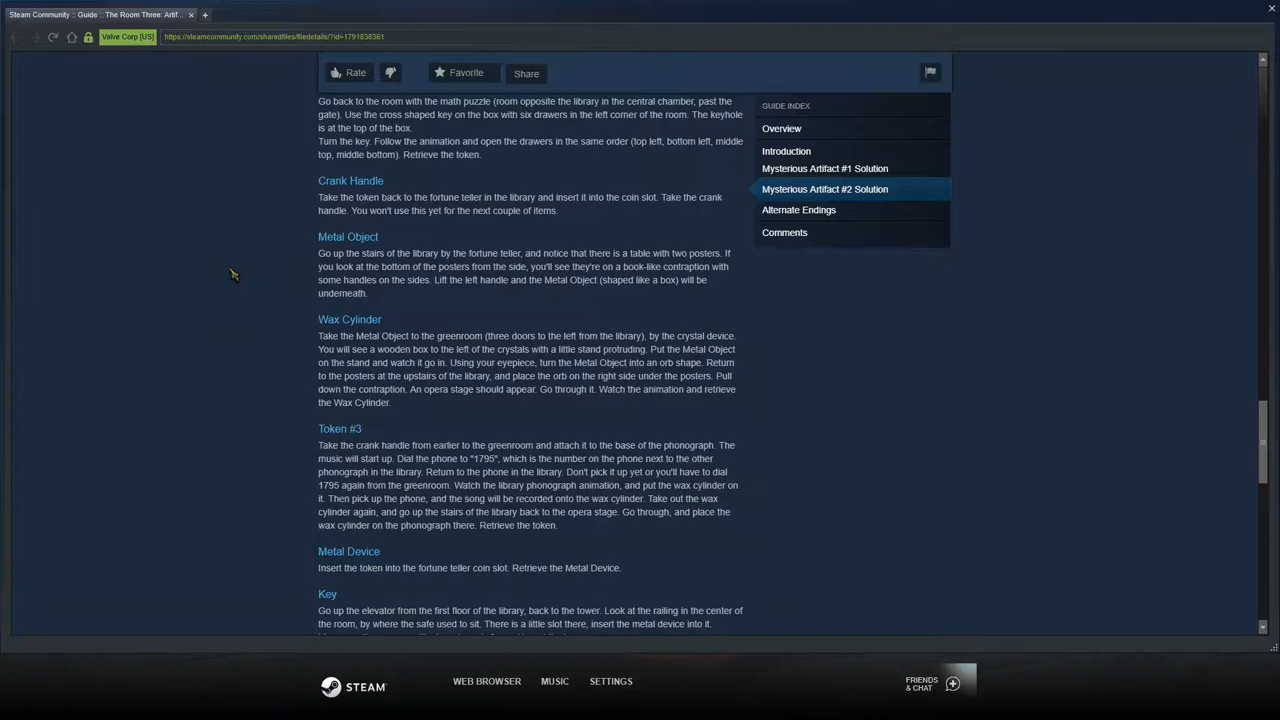 Steam Community :: Guide :: The Room Three: Artif...
Valve Corp [US]
https://steamcommunity.com/sharedfiles/filedetails/?id=1791838361
Rate
Favorite
Share
Go back to the room with the math puzzle (room opposite the library in the central chamber, past the
gate). Use the cross shaped key on the box with six drawers in the left corner of the room. The keyhole
is at the top of the box.
Turn the key. Follow the animation and open the drawers in the same order (top left, bottom left, middle
top, middle bottom). Retrieve the token.
Crank Handle
Take the token back to the fortune teller in the library and insert it into the coin slot. Take the crank
handle. You won't use this yet for the next couple of items.
Metal Object
Go up the stairs of the library by the fortune teller, and notice that there is a table with two posters. If
you look at the bottom of the posters from the side, you'll see they're on a book-like contraption with
some handles on the sides. Lift the left handle and the Metal Object (shaped like a box) will be
underneath.
Wax Cylinder
Take the Metal Object to the greenroom (three doors to the left from the library), by the crystal device.
You will see a wooden box to the left of the crystals with a little stand protruding. Put the Metal Object
on the stand and watch it go in. Using your eyepiece, turn the Metal Object into an orb shape. Return
to the posters at the upstairs of the library, and place the orb on the right side under the posters. Pull
down the contraption. An opera stage should appear. Go through it. Watch the animation and retrieve
the Wax Cylinder.
Token #3
Take the crank handle from earlier to the greenroom and attach it to the base of the phonograph. The
music will start up. Dial the phone to "1795", which is the number on the phone next to the other
phonograph in the library. Return to the phone in the library. Don't pick it up yet or you'll have to dial
1795 again from the greenroom. Watch the library phonograph animation, and put the wax cylinder on
it. Then pick up the phone, and the song will be recorded onto the wax cylinder. Take out the wax
cylinder again, and go up the stairs of the library back to the opera stage. Go through, and place the
wax cylinder on the phonograph there. Retrieve the token.
Metal Device
Insert the token into the fortune teller coin slot. Retrieve the Metal Device.
Key
Go up the elevator from the first floor of the library, back to the tower. Look at the railing in the center of
the room, by where the safe used to sit. There is a little slot there, insert the metal device into it.
GUIDE INDEX
Overview
Introduction
Mysterious Artifact #1 Solution
Mysterious Artifact #2 Solution
Alternate Endings
Comments
STEAM
WEB BROWSER
MUSIC
SETTINGS
FRIENDS
& CHAT